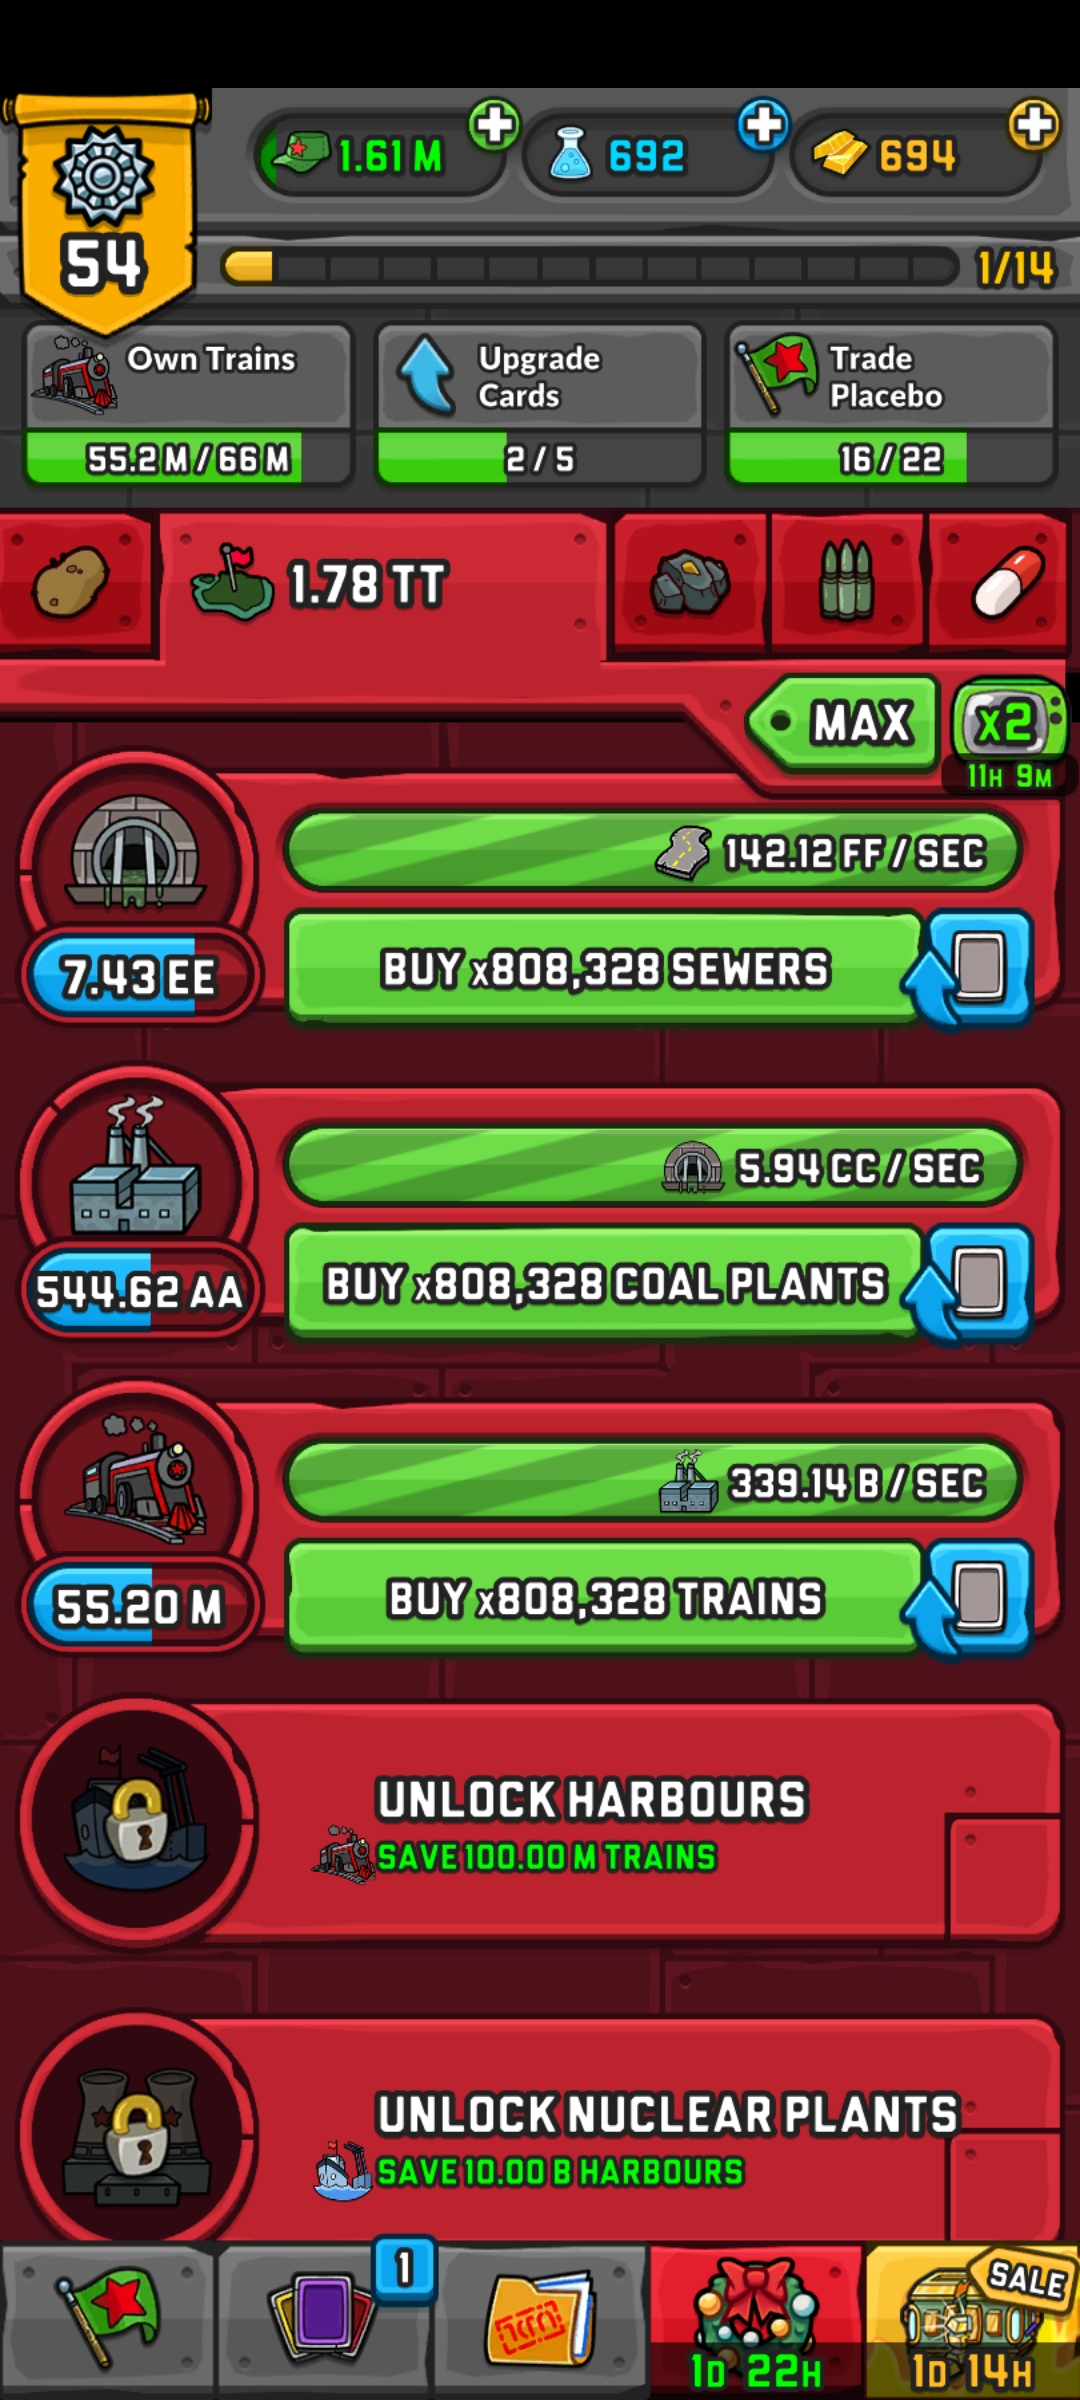 54
1.61 M
692
694
1/14
Own Trains
55.2 M / 66 M
Upgrade
Cards
2 / 5
Trade
Placebo
16 / 22
1.78 TT
MAX
x2
11H 9M
142.12 FF / SEC
7.43 EE
BUY x808,328 SEWERS
5.94 CC / SEC
544.62 AA
BUY x808,328 COAL PLANTS
339.14 B / SEC
55.20 M
BUY x808,328 TRAINS
UNLOCK HARBOURS
SAVE 100.00 M TRAINS
UNLOCK NUCLEAR PLANTS
SAVE 10.00 B HARBOURS
1
SALE
1D 22H
1D 14H